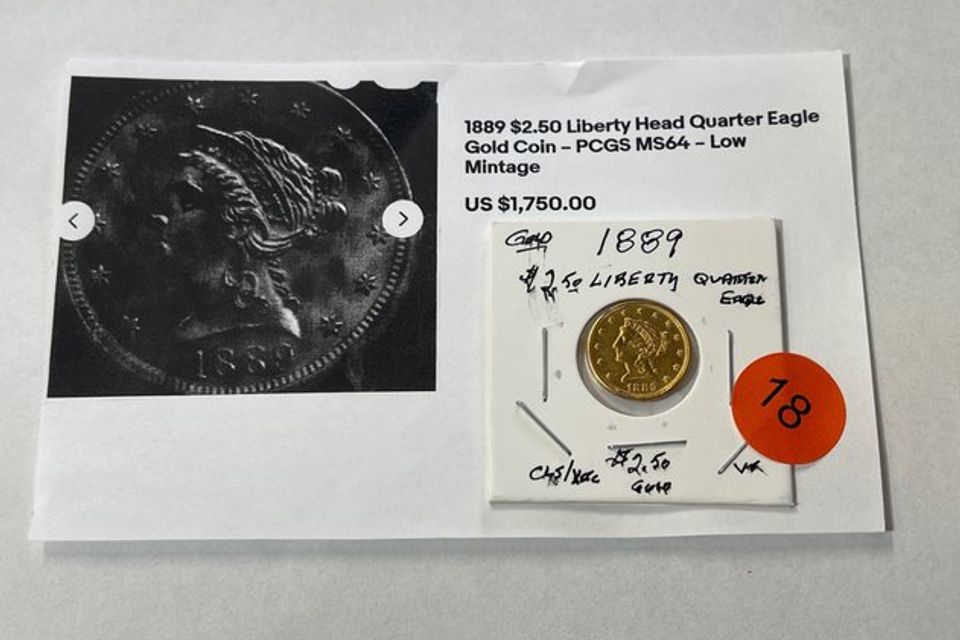 1889 $2.50 Liberty Head Quarter Eagle
Gold Coin – PCGS MS64 – Low
Mintage
US $1,750.00
1889
GOLD 1889
$2.50 LIBERTY QUARTER
EAGLE
1889
18
$2.50
GOLD